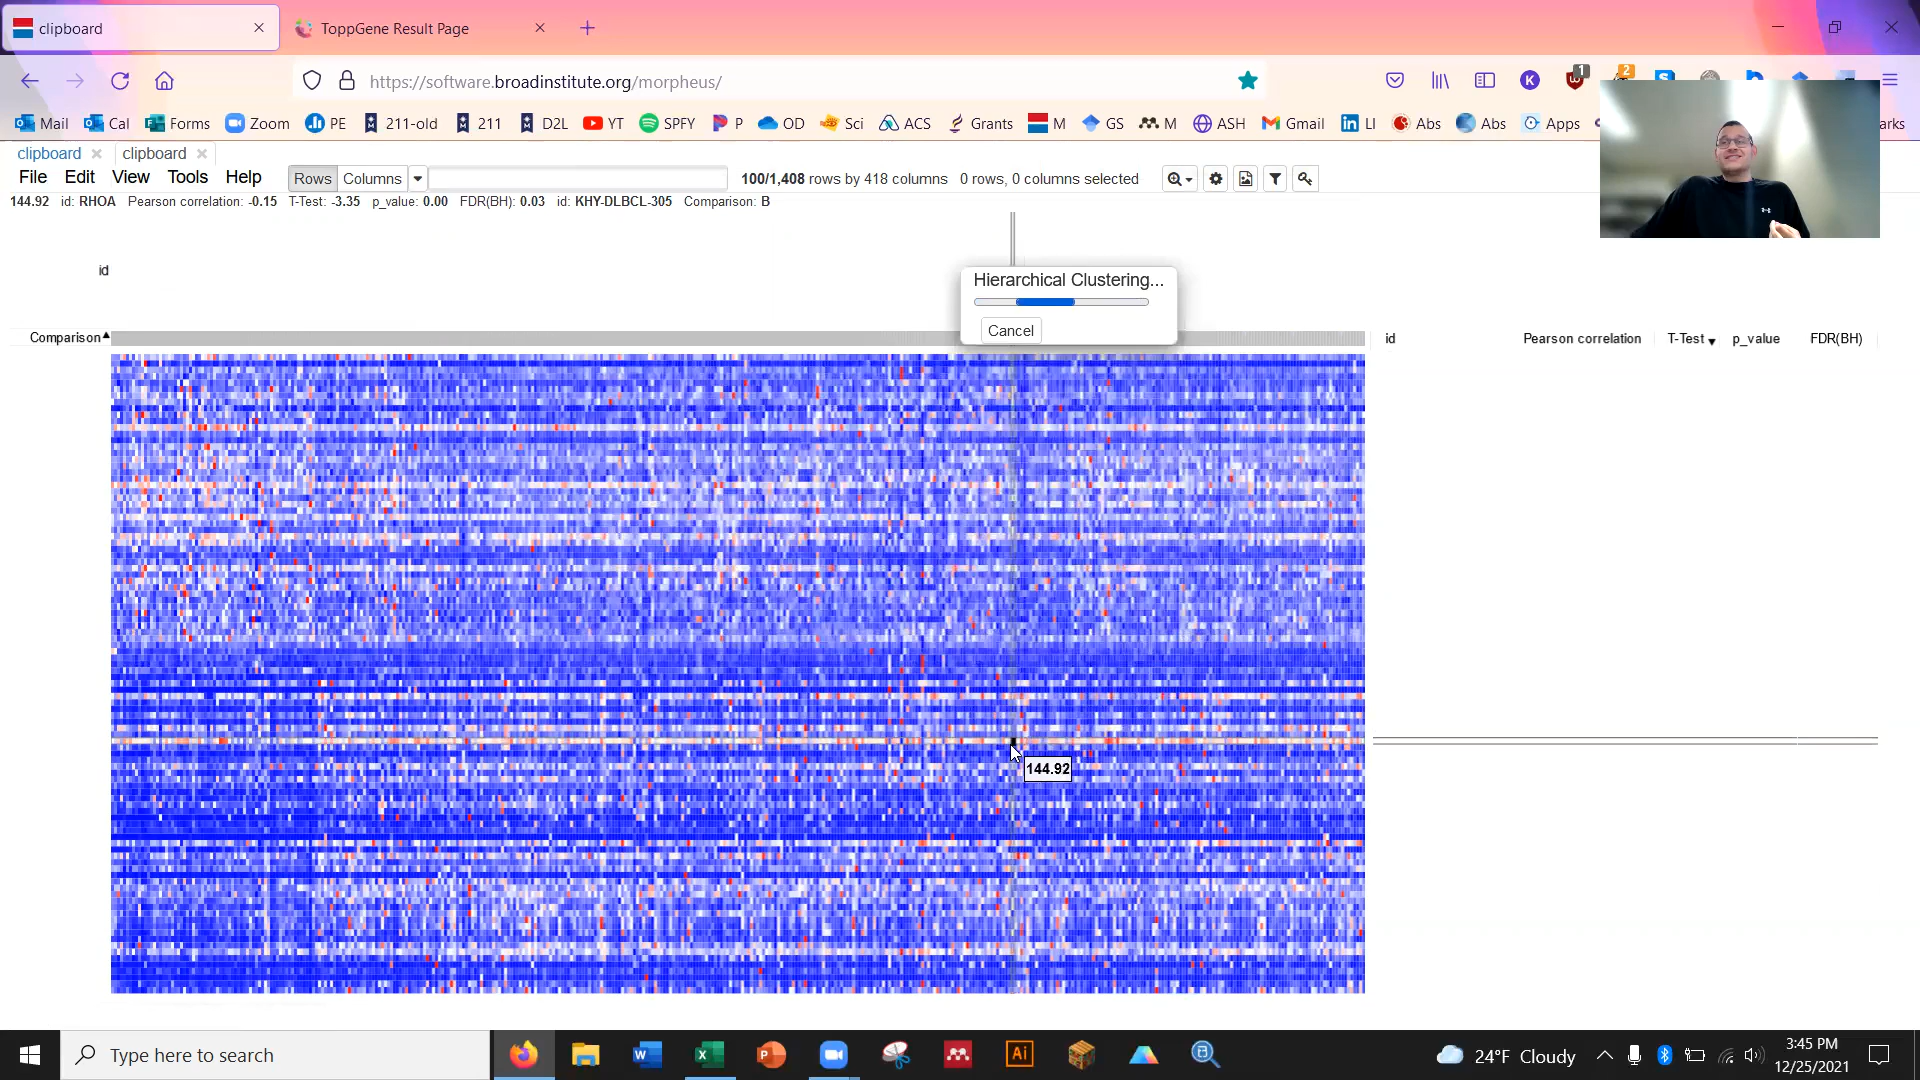 clipboard
ToppGene Result Page
https://software.broadinstitute.org/morpheus/
K
1
2
Mail Cal Forms Zoom PE 211-old 211 D2L YT SPFY P OD Sci ACS Grants M GS M ASH Gmail LI Abs Abs Apps arks
clipboard clipboard
File Edit View Tools Help Rows Columns 100/1,408 rows by 418 columns 0 rows, 0 columns selected
144.92 id: RHOA Pearson correlation: -0.15 T-Test: -3.35 p_value: 0.00 FDR(BH): 0.03 id: KHY-DLBCL-305 Comparison: B
id
Hierarchical Clustering...
Cancel
Comparison id Pearson correlation T-Test p_value FDR(BH)
144.92
Type here to search
Ai
24°F Cloudy
3:45 PM
12/25/2021